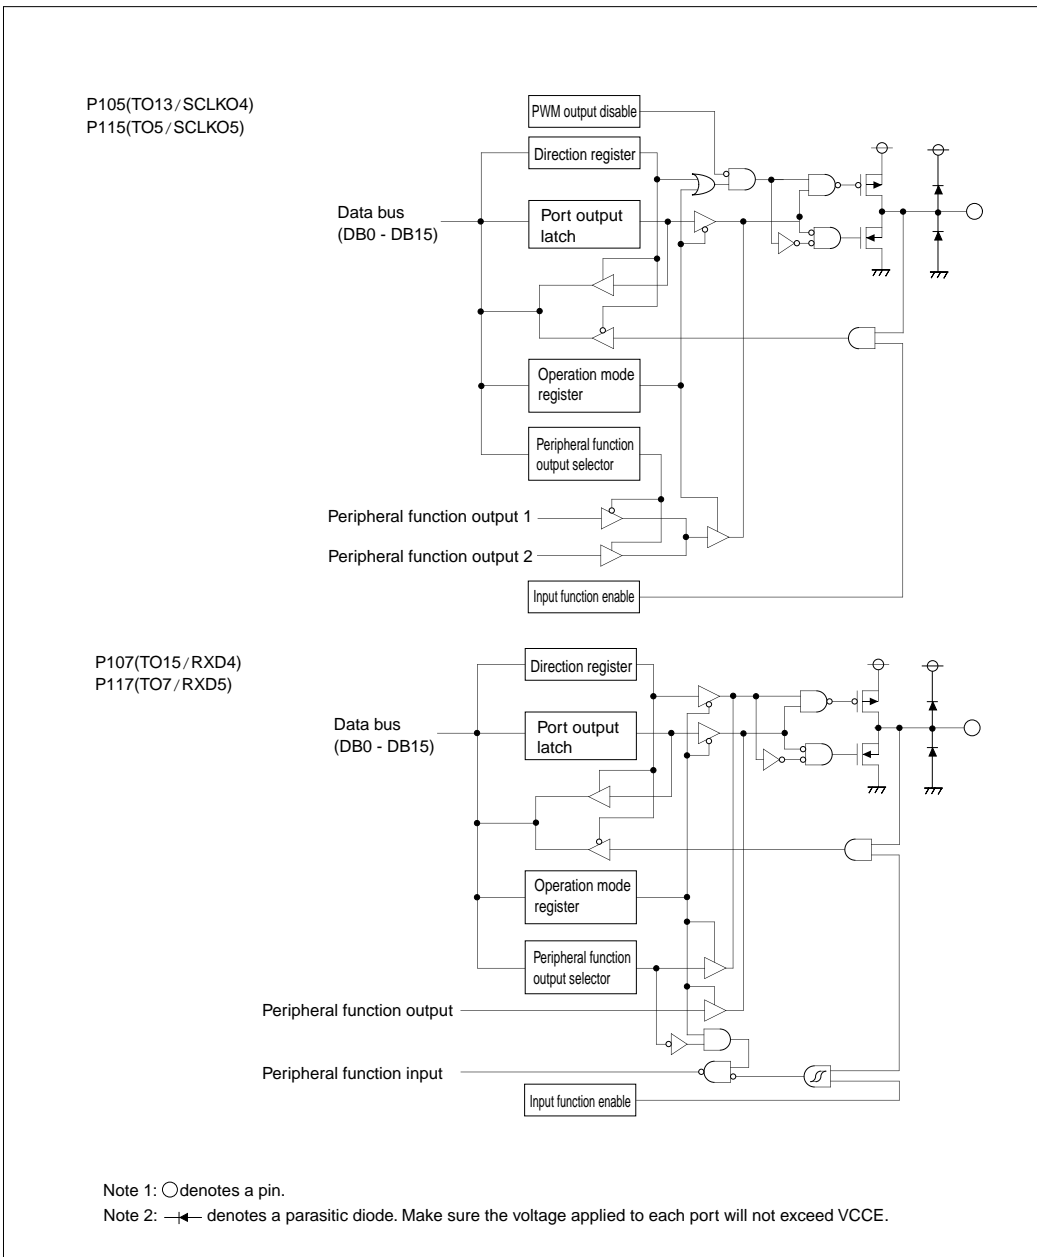 P105(TO13/SCLKO4)
P115(TO5/SCLKO5)
PWM output disable
Direction register
Data bus
(DB0 - DB15)
Port output
latch
Operation mode
register
Peripheral function
output selector
Peripheral function output 1
Peripheral function output 2
Input function enable
P107(TO15/RXD4)
P117(TO7/RXD5)
Direction register
Data bus
(DB0 - DB15)
Port output
latch
Operation mode
register
Peripheral function
output selector
Peripheral function output
Peripheral function input
Input function enable
Note 1: denotes a pin.
Note 2: denotes a parasitic diode. Make sure the voltage applied to each port will not exceed VCCE.